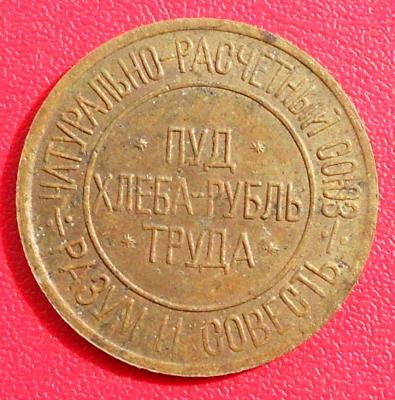 НАТУРАЛЬНО-РАСЧЕТНЫЙ СОЮЗ
РАЗУМ И СОВЕСТЬ
ПУД
ХЛЕБА-РУБЛЬ
ТРУДА